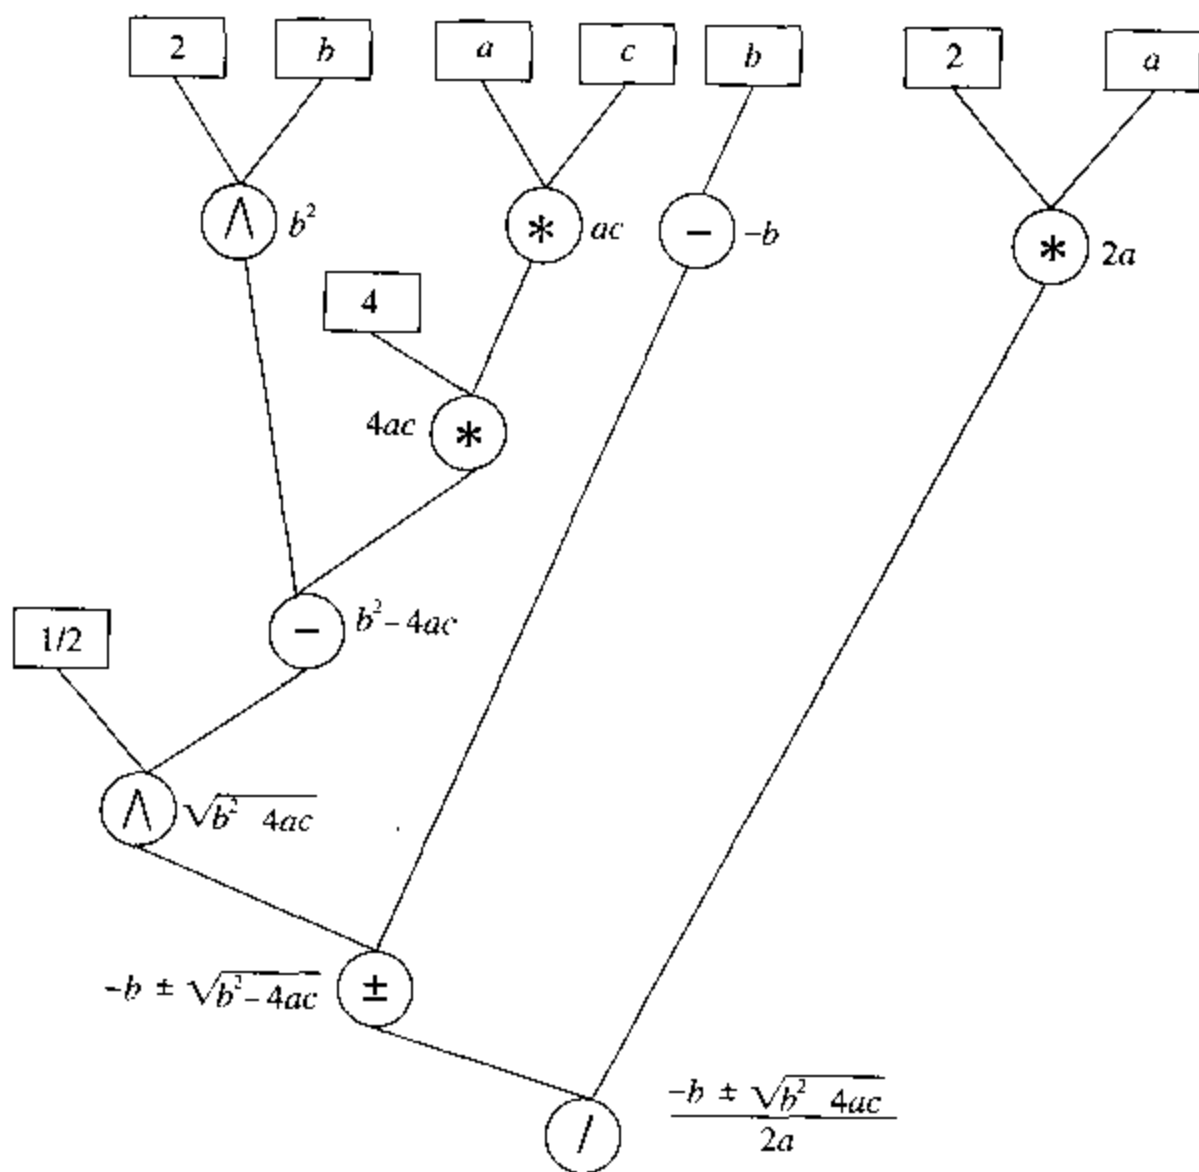 2 b a c b 2 a
∧ b² * ac − −b * 2a
4
4ac *
1/2 − b² − 4ac
∧ √b² 4ac
−b ± √b² − 4ac ±
/ −b ± √b² 4ac
2a